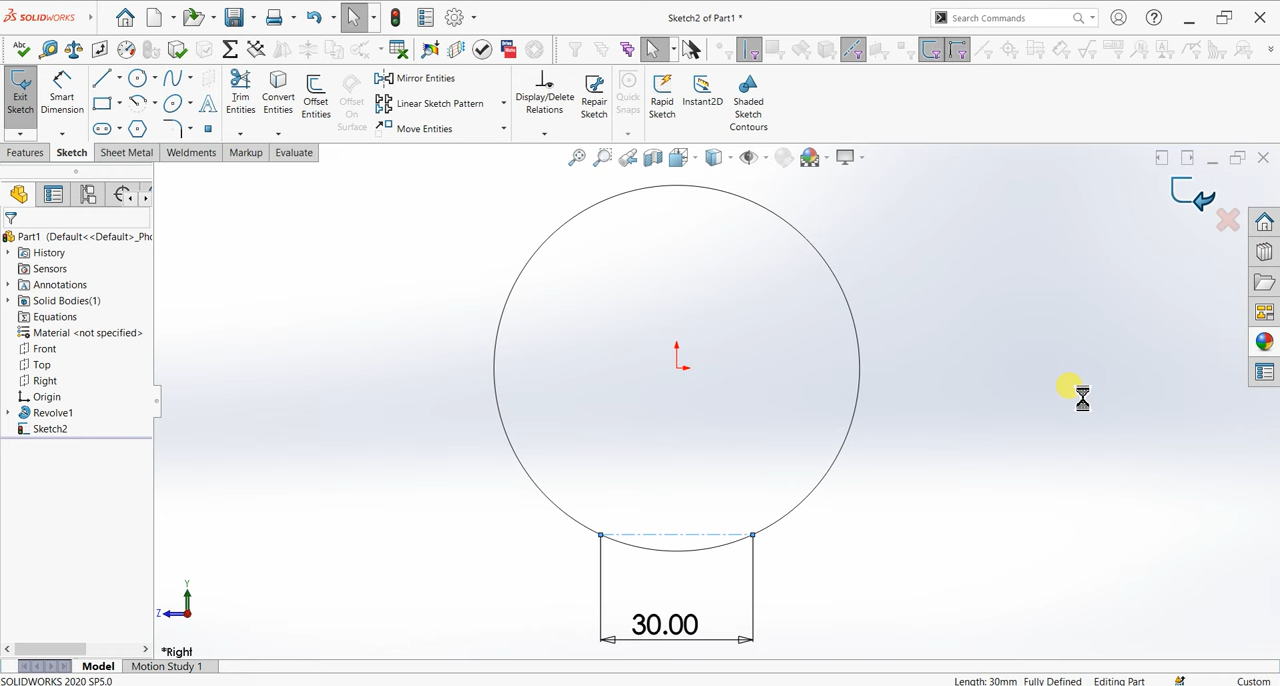 SOLIDWORKS
Sketch2 of Part1 *
Search Commands
Exit Sketch
Smart Dimension
Trim Entities
Convert Entities
Offset Entities
Offset On Surface
Mirror Entities
Linear Sketch Pattern
Move Entities
Display/Delete Relations
Repair Sketch
Quick Snaps
Rapid Sketch
Instant2D
Shaded Sketch Contours
Features
Sketch
Sheet Metal
Weldments
Markup
Evaluate
Part1 (Default<<Default>_Pho
History
Sensors
Annotations
Solid Bodies(1)
Equations
Material <not specified>
Front
Top
Right
Origin
Revolve1
Sketch2
30.00
Y
Z
*Right
Model
Motion Study 1
SOLIDWORKS 2020 SP5.0
Length: 30mm
Fully Defined
Editing Part
Custom